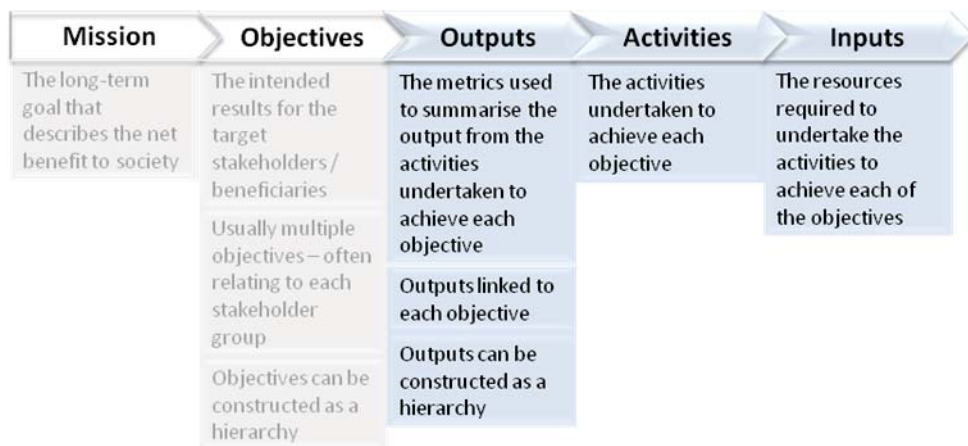 Mission
Objectives
Outputs
Activities
Inputs
The long-term
goal that
describes the net
benefit to society
The intended
results for the
target
stakeholders /
beneficiaries
Usually multiple
objectives – often
relating to each
stakeholder
group
Objectives can be
constructed as a
hierarchy
The metrics used
to summarise the
output from the
activities
undertaken to
achieve each
objective
Outputs linked to
each objective
Outputs can be
constructed as a
hierarchy
The activities
undertaken to
achieve each
objective
The resources
required to
undertake the
activities to
achieve each of
the objectives